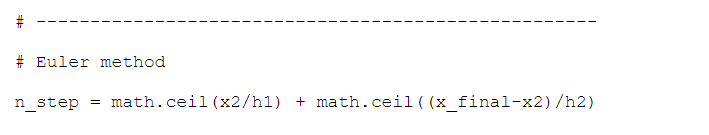 # ----------------------------------------------------
# Euler method
n_step = math.ceil(x2/h1) + math.ceil((x_final-x2)/h2)